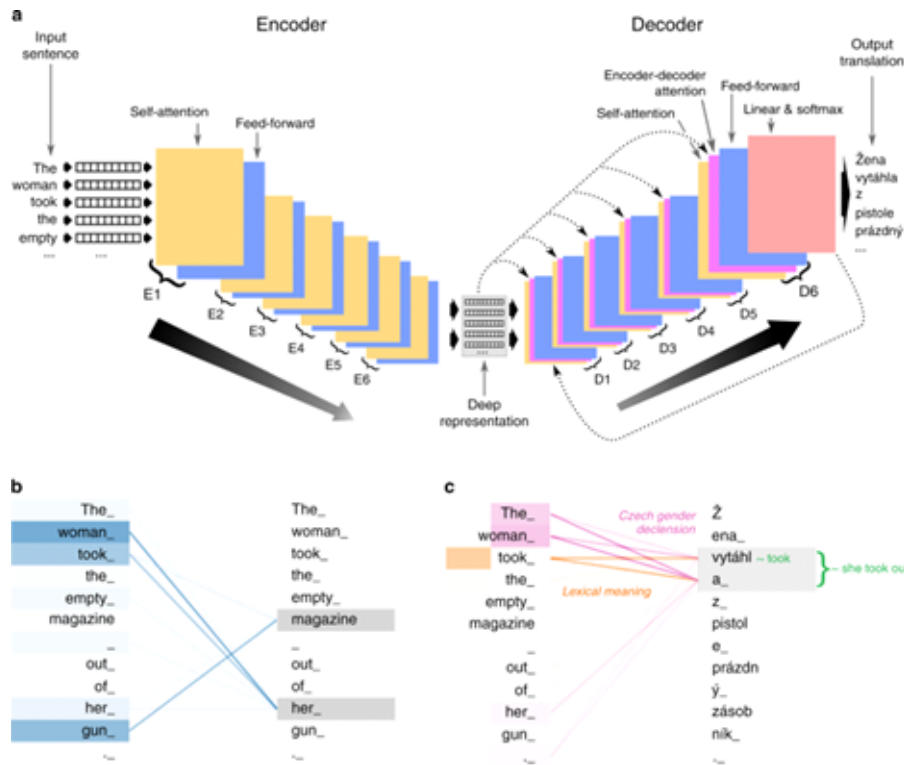 a
Encoder
Decoder
Input
sentence
Self-attention
Feed-forward
Encoder-decoder
attention
Self-attention
Feed-forward
Linear & softmax
Output
translation
The
woman
took
the
empty
...
...
Žena
vytáhla
z
pistole
prázdný
...
E1
E2
E3
E4
E5
E6
...
Deep
representation
D1
D2
D3
D4
D5
D6
b
The_
woman_
took_
the_
empty_
magazine
_
out_
of_
her_
gun_
._
The_
woman_
took_
the_
empty_
magazine
_
out_
of_
her_
gun_
._
c
The_
woman_
took_
the_
empty_
magazine
_
out_
of_
her_
gun_
._
Czech gender
declension
Lexical meaning
Ž
ena_
vytáhl ~ took
a_
z_
pistol
e_
prázdn
ý_
zásob
ník_
._
~ she took ou